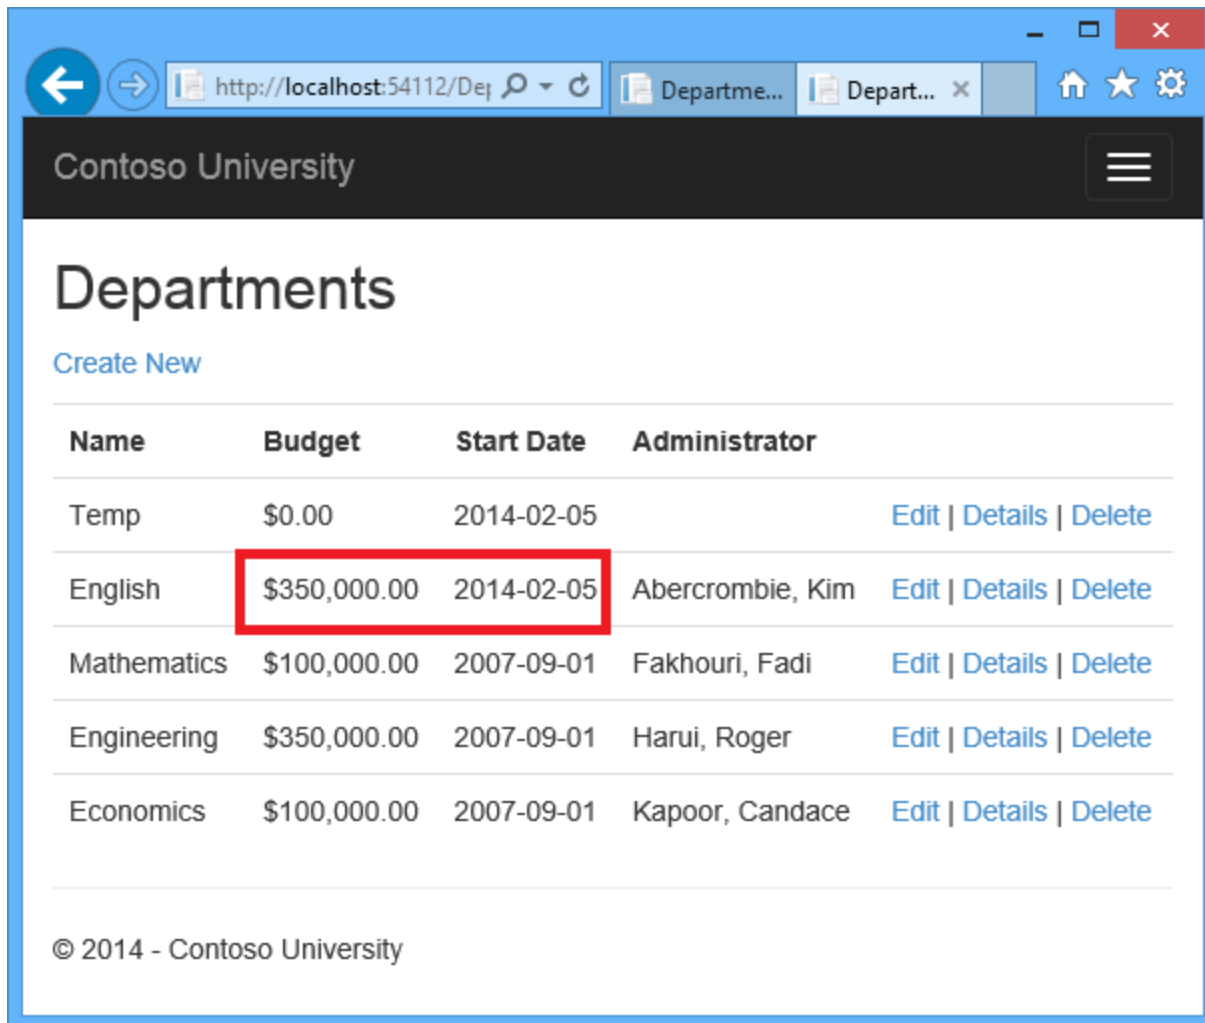 http://localhost:54112/De
Departme...
Depart...
Contoso University
Departments
Create New
Name Budget Start Date Administrator
Temp $0.00 2014-02-05 Edit | Details | Delete
English $350,000.00 2014-02-05 Abercrombie, Kim Edit | Details | Delete
Mathematics $100,000.00 2007-09-01 Fakhouri, Fadi Edit | Details | Delete
Engineering $350,000.00 2007-09-01 Harui, Roger Edit | Details | Delete
Economics $100,000.00 2007-09-01 Kapoor, Candace Edit | Details | Delete
© 2014 - Contoso University